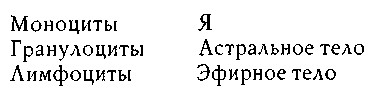 Моноциты Я
Гранулоциты Астральное тело
Лимфоциты Эфирное тело